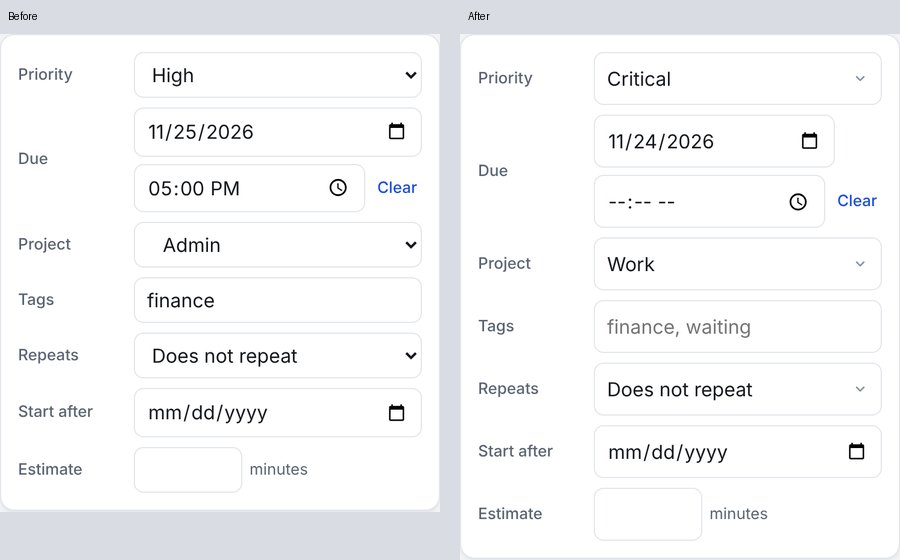 Before
Priority High
Due 11/25/2026
05:00 PM Clear
Project Admin
Tags finance
Repeats Does not repeat
Start after mm/dd/yyyy
Estimate minutes
After
Priority Critical
Due 11/24/2026
--:-- -- Clear
Project Work
Tags finance, waiting
Repeats Does not repeat
Start after mm/dd/yyyy
Estimate minutes